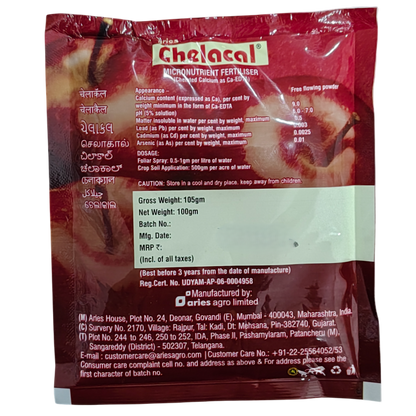 aries
Chelacal®
MICRONUTRIENT FERTILISER
(Chelated Calcium as Ca-EDTA)
चेलाकॅल
चेलाकॅल
ચેલાકલ
செலாகால்
చిలాకాల్
ಚೆಲಾಕಾಲ್
Appearance - Free flowing powder
Calcium content (expressed as Ca), per cent by
weight minimum in the form of Ca-EDTA 9.0
pH (5% solution) 6.0 - 7.0
Matter insoluble in water per cent by weight, maximum 0.5
Lead (as Pb) per cent by weight, maximum 0.003
Cadmium (as Cd) per cent by weight, maximum 0.0025
Arsenic (as As) per cent by weight, maximum 0.01
DOSAGE:
Foliar Spray: 0.5-1gm per litre of water
Crop Soil Application: 500gm per acre of water
CAUTION: Store in a cool and dry place, keep away from children.
Gross Weight: 105gm
Net Weight: 100gm
Batch No.:
Mfg. Date:
MRP ₹:
(Incl. of all taxes)
(Best before 3 years from the date of manufacture)
Reg.Cert. No. UDYAM-AP-06-0004958
Manufactured by:
aries agro limited
(M) Aries House, Plot No. 24, Deonar, Govandi (E), Mumbai - 400043, Maharashtra, India.
(C) Survery No. 2170, Village: Rajpur, Tal: Kadi, Dt: Mehsana, Pin-382740, Gujarat.
(T) Plot No. 244 to 246, 250 to 252, IDA, Phase II, Pashamylaram, Patancheru (M),
Sangareddy (District) - 502307, Telangana.
E-mail : customercare@ariesagro.com | Customer Care No.: +91-22-25564052/53
Consumer care complaint cell no. and address as above & For address please see the
first character of batch no.